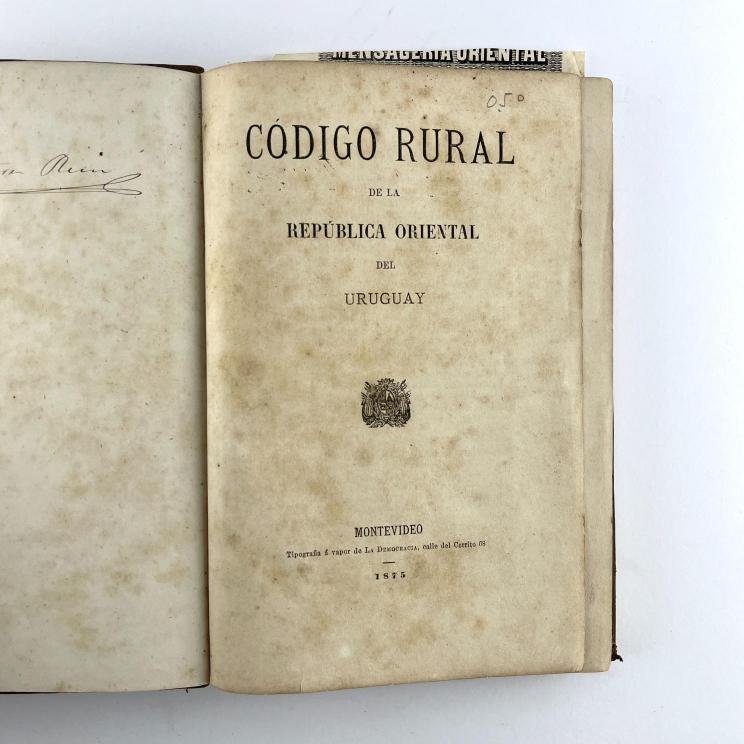 MENSAGERIA ORIENTAL
05º
CÓDIGO RURAL
DE LA
REPÚBLICA ORIENTAL
DEL
URUGUAY
MONTEVIDEO
Tipografía á vapor de LA DEMOCRACIA, calle del Cerrito 68
1875